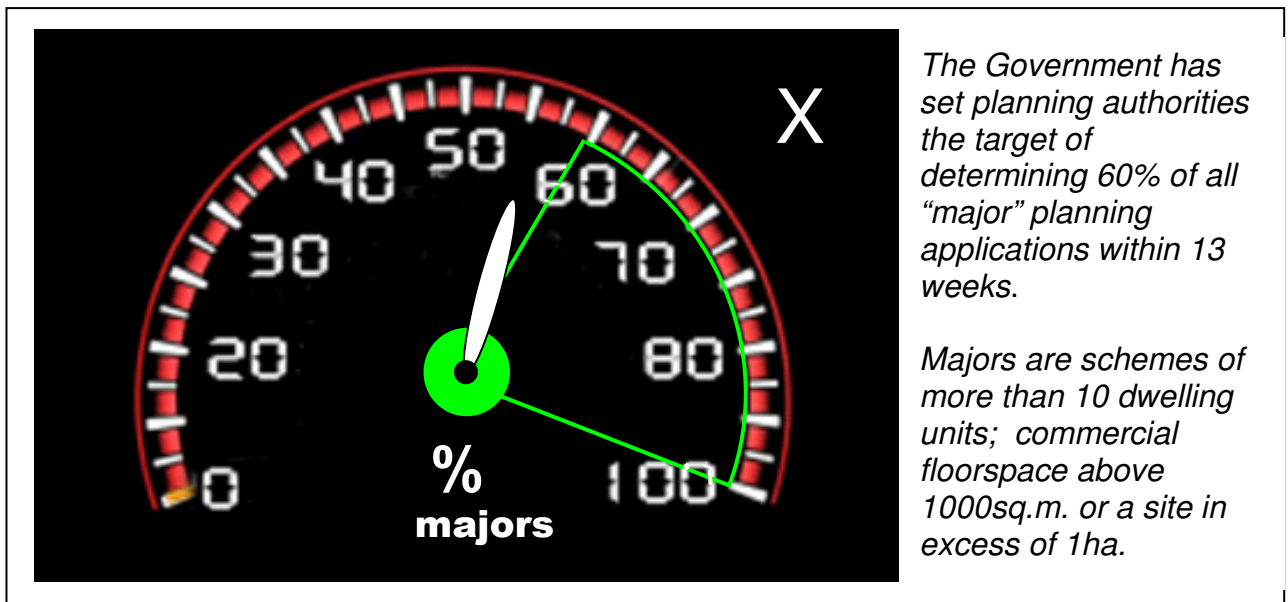 X
50
40
60
30
70
20
80
0
100
%
majors
The Government has
set planning authorities
the target of
determining 60% of all
“major” planning
applications within 13
weeks.
Majors are schemes of
more than 10 dwelling
units;  commercial
floorspace above
1000sq.m. or a site in
excess of 1ha.